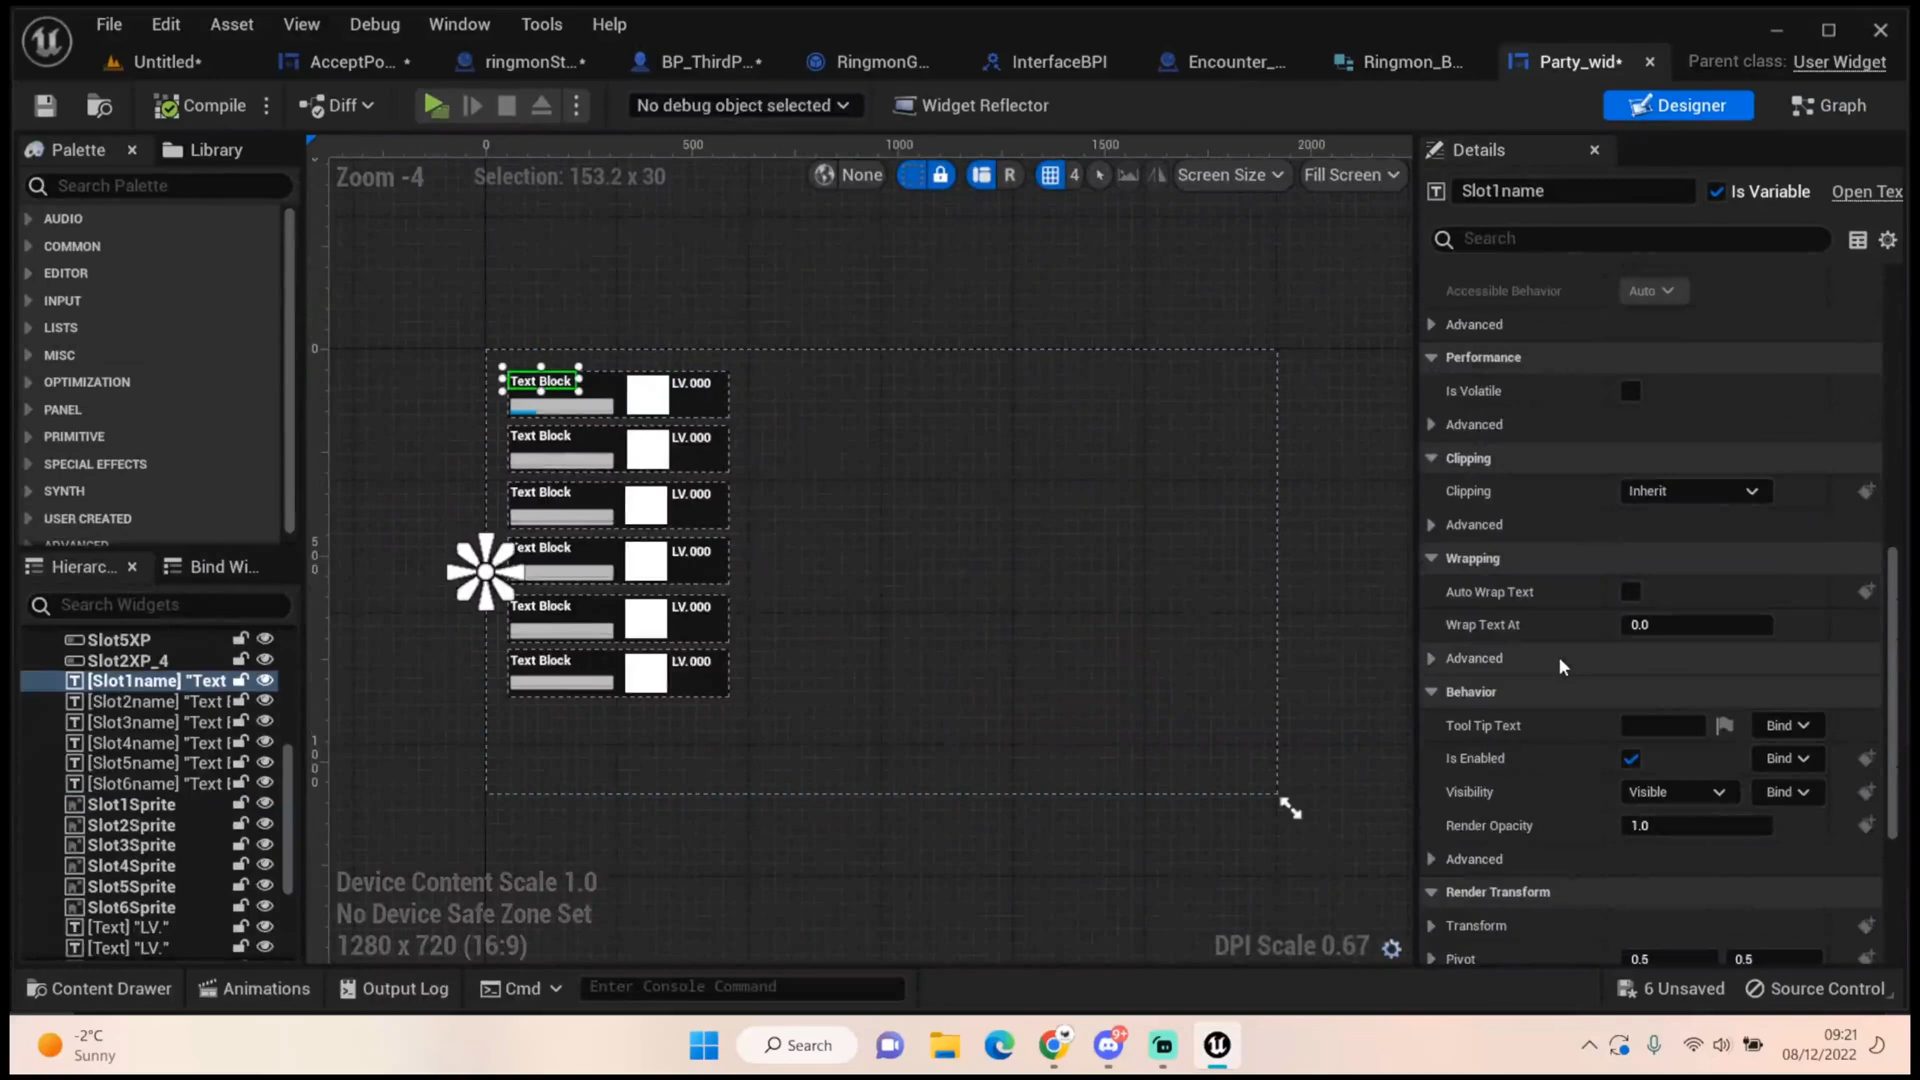 File Edit Asset View Debug Window Tools Help
Untitled* AcceptPo... * ringmonSt...* BP_ThirdP...* RingmonG... InterfaceBPI Encounter_... Ringmon_B... Party_wid* Parent class: User Widget
Compile Diff No debug object selected Widget Reflector Designer Graph
Palette Library
Search Palette
AUDIO
COMMON
EDITOR
INPUT
LISTS
MISC
OPTIMIZATION
PANEL
PRIMITIVE
SPECIAL EFFECTS
SYNTH
USER CREATED
ADVANCED
Hierarc... Bind Wi...
Search Widgets
Slot5XP
Slot2XP_4
[Slot1name] "Text
[Slot2name] "Text
[Slot3name] "Text
[Slot4name] "Text
[Slot5name] "Text
[Slot6name] "Text
Slot1Sprite
Slot2Sprite
Slot3Sprite
Slot4Sprite
Slot5Sprite
Slot6Sprite
[Text] "LV."
[Text] "LV."
0 500 1000 1500 2000
Zoom -4 Selection: 153.2 x 30 None R 4 Screen Size Fill Screen
0
5
0
0
1
0
0
0
Text Block LV.000
Text Block LV.000
Text Block LV.000
Text Block LV.000
Text Block LV.000
Text Block LV.000
Device Content Scale 1.0
No Device Safe Zone Set
1280 x 720 (16:9) DPI Scale 0.67
Details
Slot1name Is Variable Open Tex
Search
Accessible Behavior Auto
Advanced
Performance
Is Volatile
Advanced
Clipping
Clipping Inherit
Advanced
Wrapping
Auto Wrap Text
Wrap Text At 0.0
Advanced
Behavior
Tool Tip Text Bind
Is Enabled Bind
Visibility Visible Bind
Render Opacity 1.0
Advanced
Render Transform
Transform
Pivot 0.5 0.5
Content Drawer Animations Output Log Cmd Enter Console Command 6 Unsaved Source Control
-2°C
Sunny
Search
9+
09:21
08/12/2022